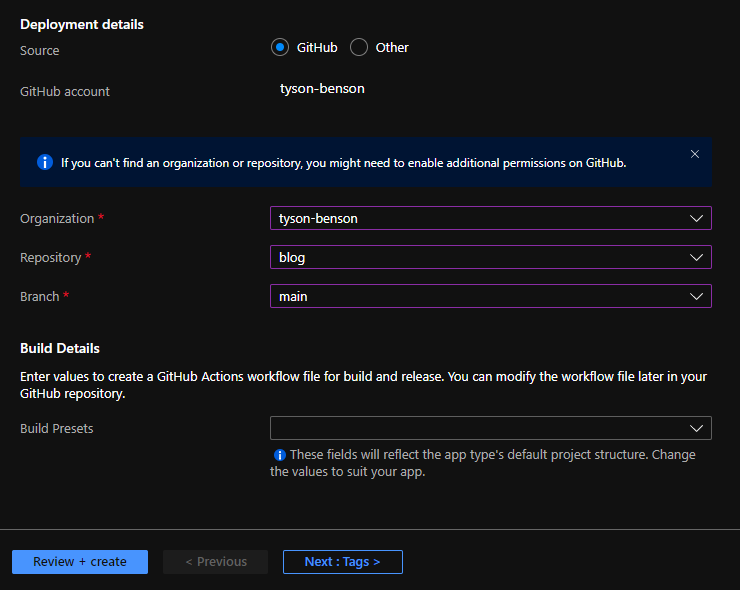 Deployment details
Source
GitHub
Other
GitHub account
tyson-benson
If you can't find an organization or repository, you might need to enable additional permissions on GitHub.
Organization *
tyson-benson
Repository *
blog
Branch *
main
Build Details
Enter values to create a GitHub Actions workflow file for build and release. You can modify the workflow file later in your
GitHub repository.
Build Presets
These fields will reflect the app type's default project structure. Change
the values to suit your app.
Review + create
< Previous
Next : Tags >